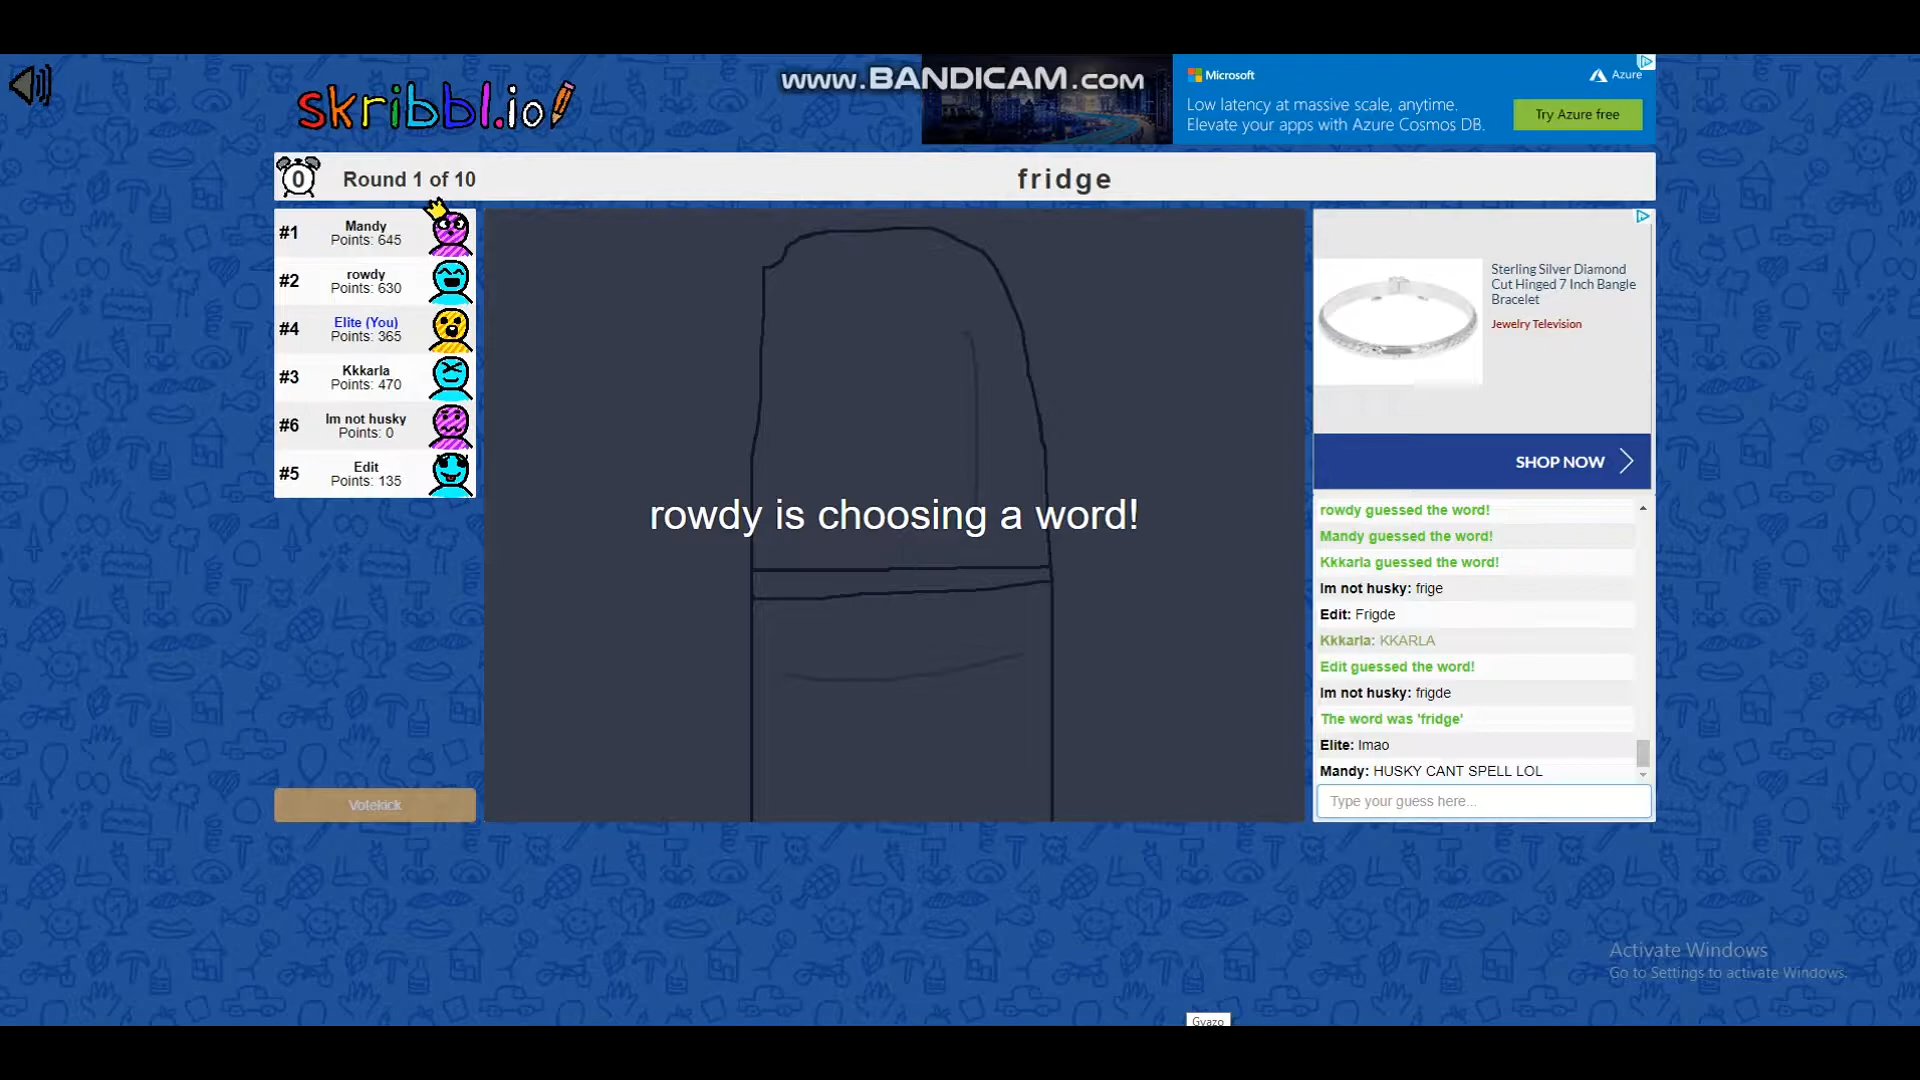 www.BANDICAM.com
skribbl.io
Microsoft
Azure
Low latency at massive scale, anytime.
Elevate your apps with Azure Cosmos DB.
Try Azure free
0
Round 1 of 10
fridge
#1
Mandy
Points: 645
#2
rowdy
Points: 630
#4
Elite (You)
Points: 365
#3
Kkkarla
Points: 470
#6
Im not husky
Points: 0
#5
Edit
Points: 135
Votekick
rowdy is choosing a word!
Sterling Silver Diamond
Cut Hinged 7 Inch Bangle
Bracelet
Jewelry Television
SHOP NOW
rowdy guessed the word!
Mandy guessed the word!
Kkkarla guessed the word!
Im not husky: frige
Edit: Frigde
Kkkarla: KKARLA
Edit guessed the word!
Im not husky: frigde
The word was 'fridge'
Elite: lmao
Mandy: HUSKY CANT SPELL LOL
Type your guess here...
Activate Windows
Go to Settings to activate Windows.
Gyazo